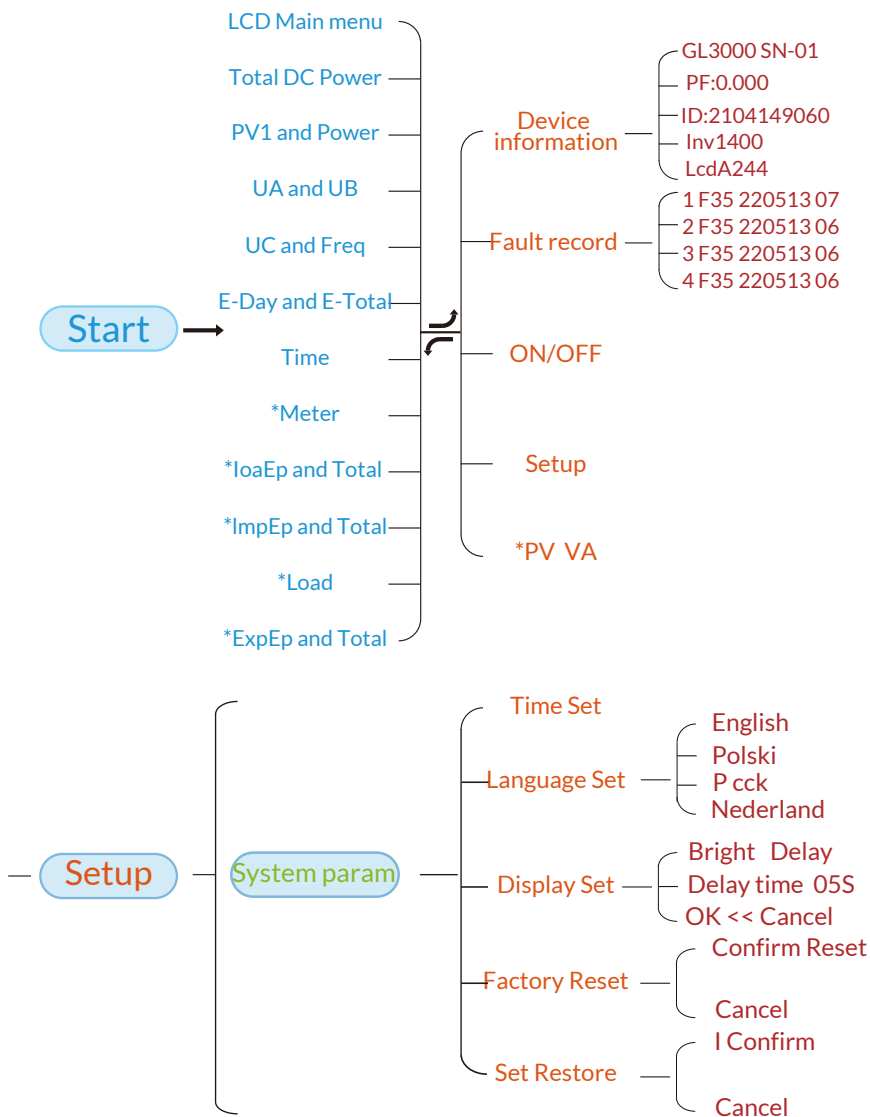 LCD Main menu
Total DC Power
PV1 and Power
UA and UB
UC and Freq
E-Day and E-Total
Start
Time
*Meter
*IoaEp and Total
*ImpEp and Total
*Load
*ExpEp and Total
Device
information
GL3000 SN-01
PF:0.000
ID:2104149060
Inv1400
LcdA244
Fault record
1 F35 220513 07
2 F35 220513 06
3 F35 220513 06
4 F35 220513 06
ON/OFF
Setup
*PV VA
Setup
System param
Time Set
Language Set
English
Polski
P cck
Nederland
Display Set
Bright Delay
Delay time 05S
OK << Cancel
Factory Reset
Confirm Reset
Cancel
Set Restore
I Confirm
Cancel